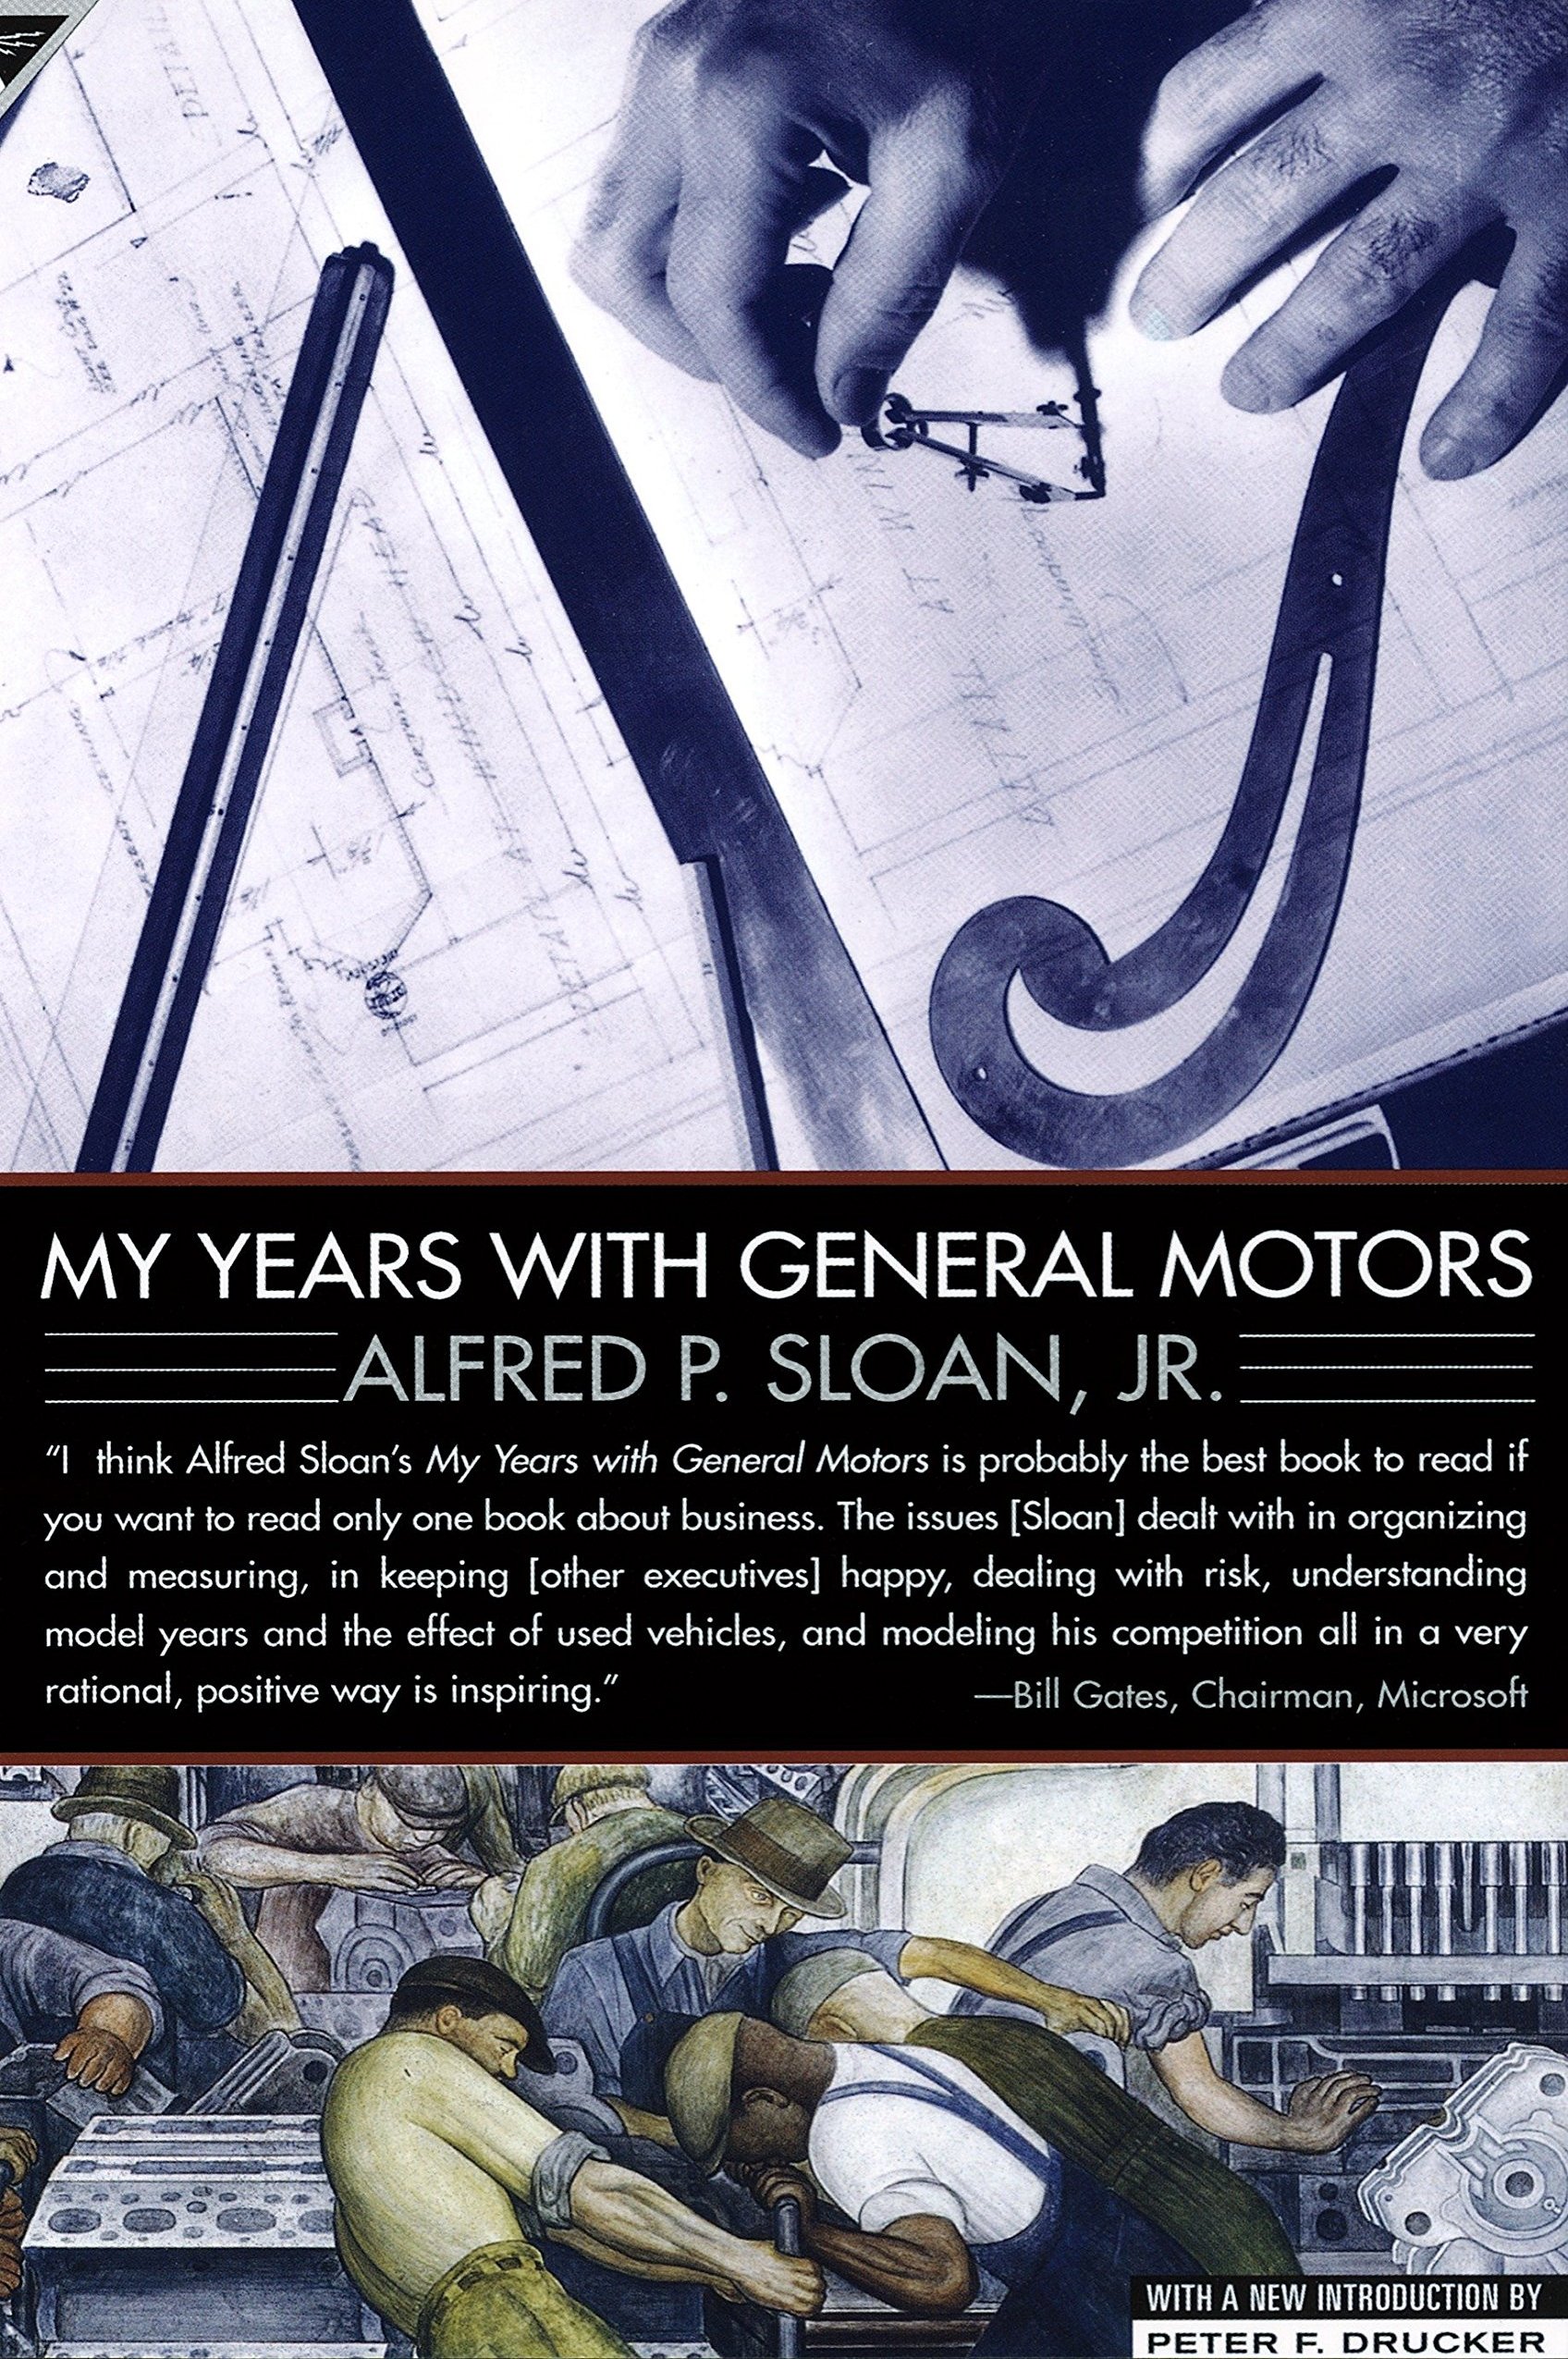 MY YEARS WITH GENERAL MOTORS
ALFRED P. SLOAN, JR.
“I think Alfred Sloan’s My Years with General Motors is probably the best book to read if
you want to read only one book about business. The issues [Sloan] dealt with in organizing
and measuring, in keeping [other executives] happy, dealing with risk, understanding
model years and the effect of used vehicles, and modeling his competition all in a very
rational, positive way is inspiring.”
—Bill Gates, Chairman, Microsoft
WITH A NEW INTRODUCTION BY
PETER F. DRUCKER